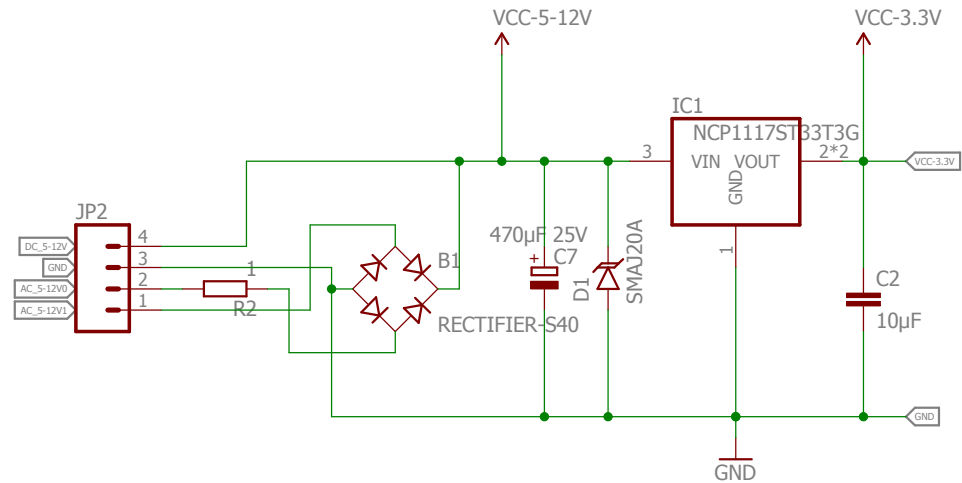 VCC-5-12V
VCC-3.3V
IC1
NCP1117ST33T3G
3
VIN
VOUT
2*2
GND
VCC-3.3V
JP2
DC_5-12V
4
GND
3
AC_5-12V0
2
AC_5-12V1
1
1
R2
B1
RECTIFIER-S40
470µF 25V
+
C7
D1
SMAJ20A
1
C2
10µF
GND
GND